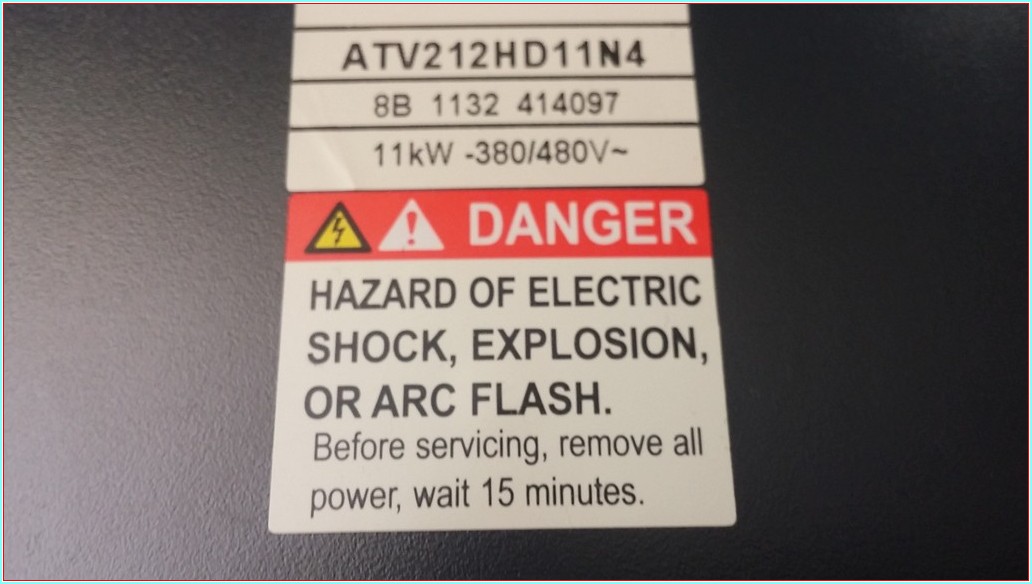 ATV212HD11N4
8B 1132 414097
11kW -380/480V~
DANGER
HAZARD OF ELECTRIC
SHOCK, EXPLOSION,
OR ARC FLASH.
Before servicing, remove all
power, wait 15 minutes.